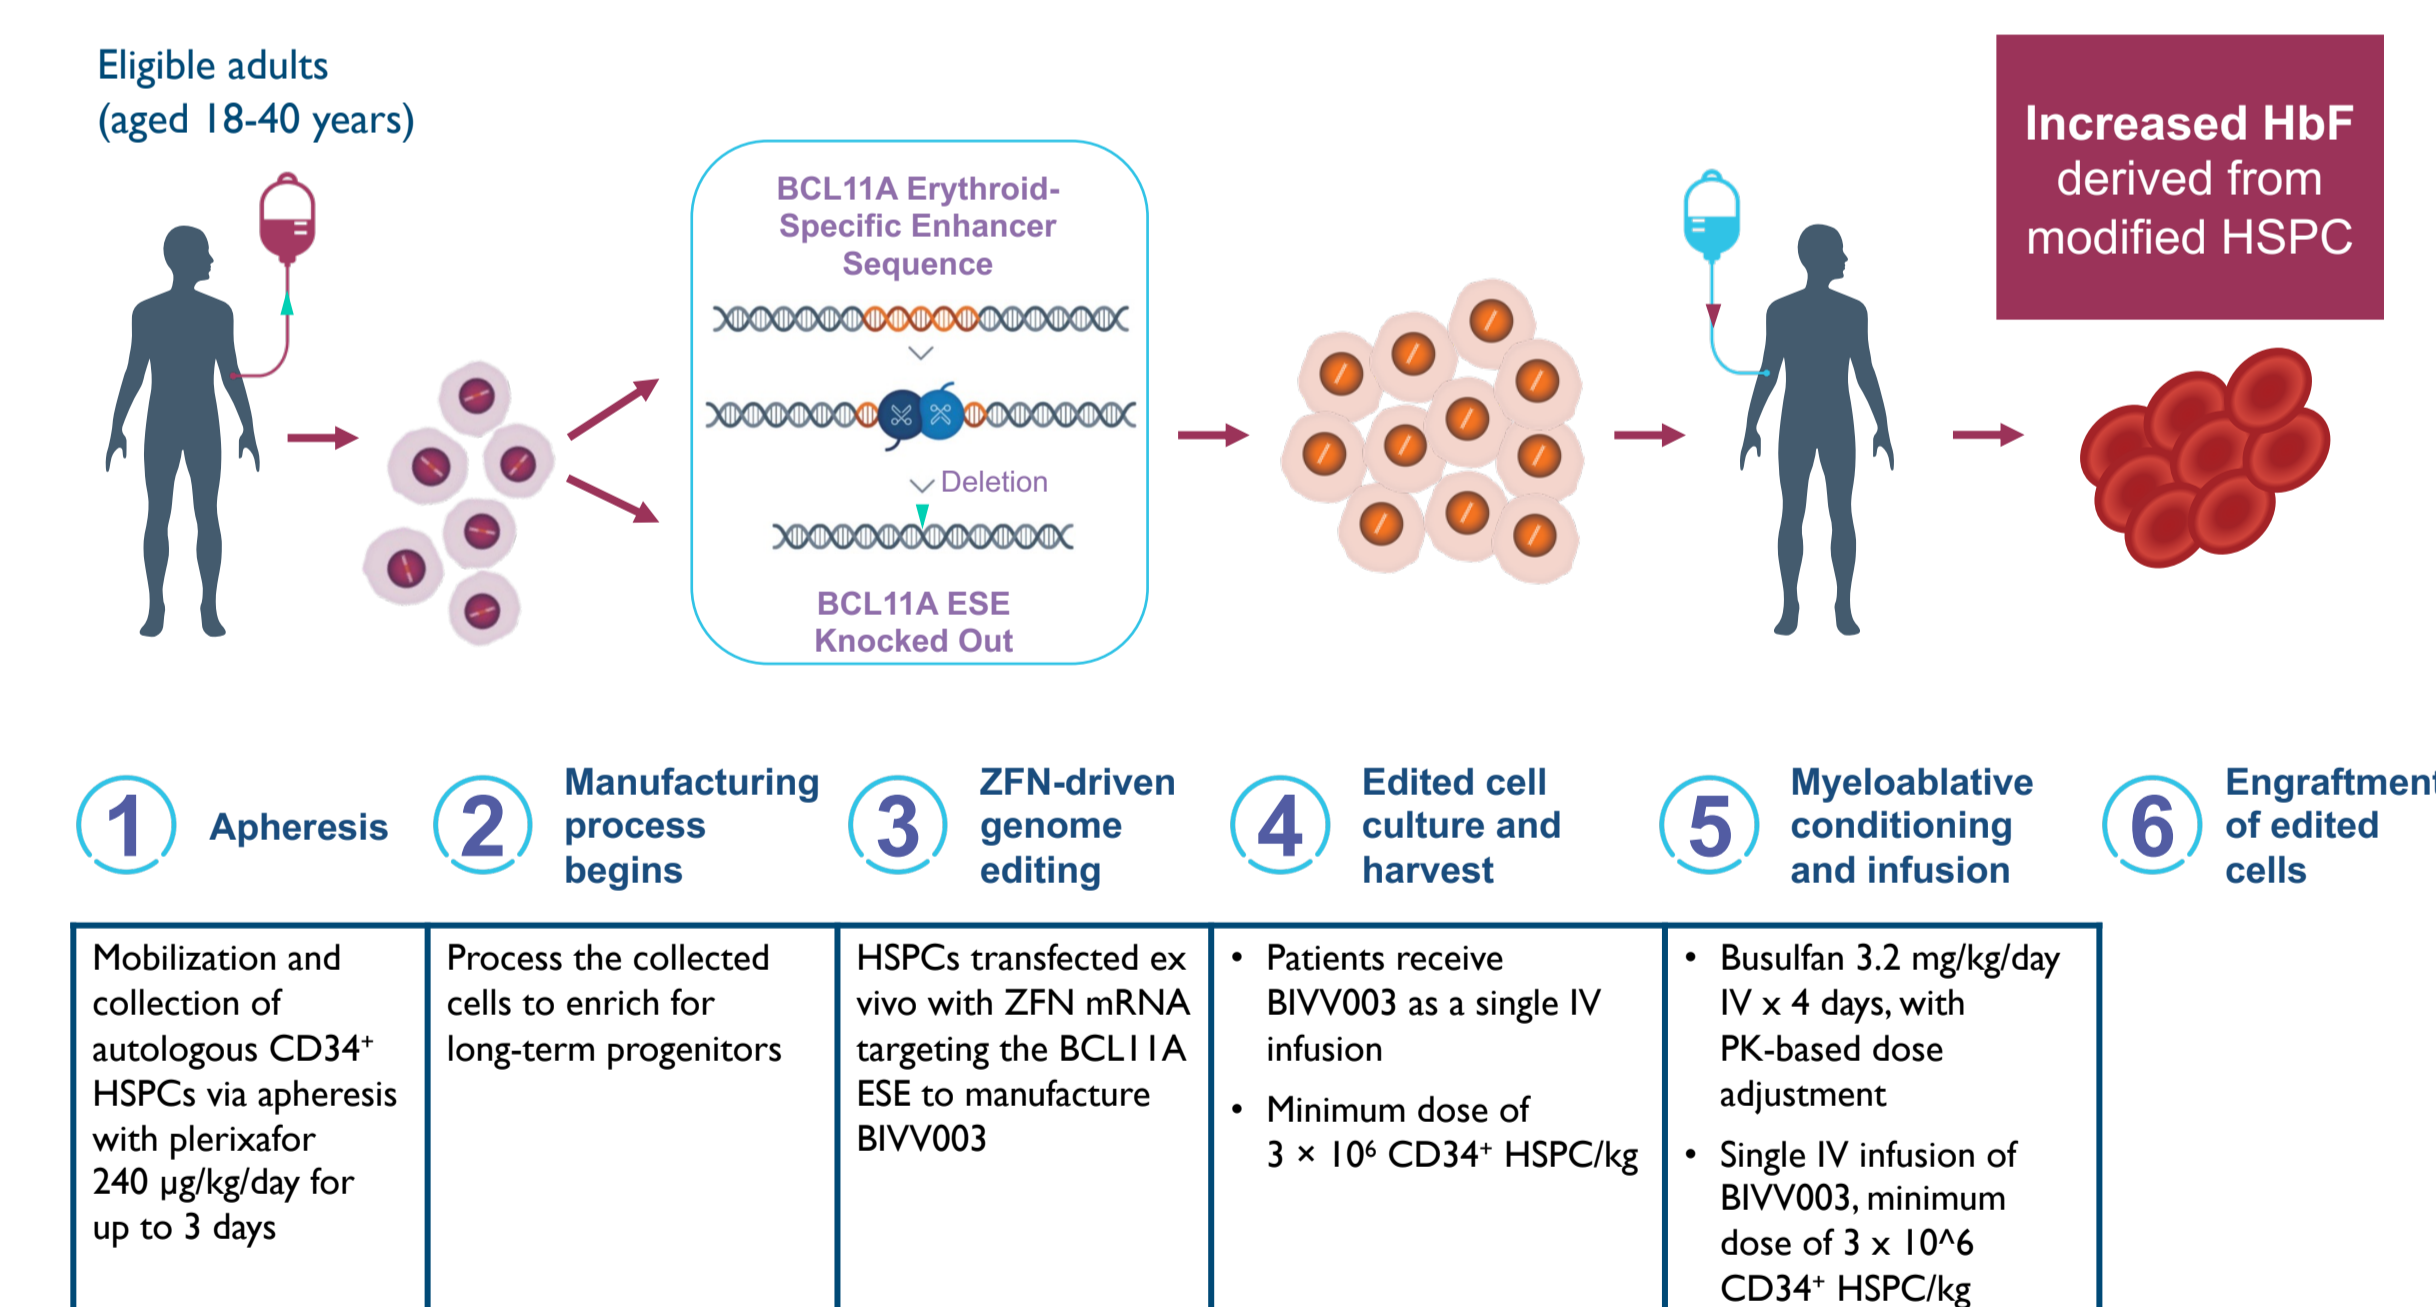 Eligible adults
(aged 18-40 years)
BCL11A Erythroid-
Specific Enhancer
Sequence
Deletion
BCL11A ESE
Knocked Out
Increased HbF
derived from
modified HSPC
1
Apheresis
2
Manufacturing
process
begins
3
ZFN-driven
genome
editing
4
Edited cell
culture and
harvest
5
Myeloablative
conditioning
and infusion
6
Engraftment
of edited
cells
Mobilization and
collection of
autologous CD34⁺
HSPCs via apheresis
with plerixafor
240 µg/kg/day for
up to 3 days
Process the collected
cells to enrich for
long-term progenitors
HSPCs transfected ex
vivo with ZFN mRNA
targeting the BCL11A
ESE to manufacture
BIVV003
• Patients receive
BIVV003 as a single IV
infusion
• Minimum dose of
3 × 10⁶ CD34⁺ HSPC/kg
• Busulfan 3.2 mg/kg/day
IV x 4 days, with
PK-based dose
adjustment
• Single IV infusion of
BIVV003, minimum
dose of 3 x 10^6
CD34⁺ HSPC/kg